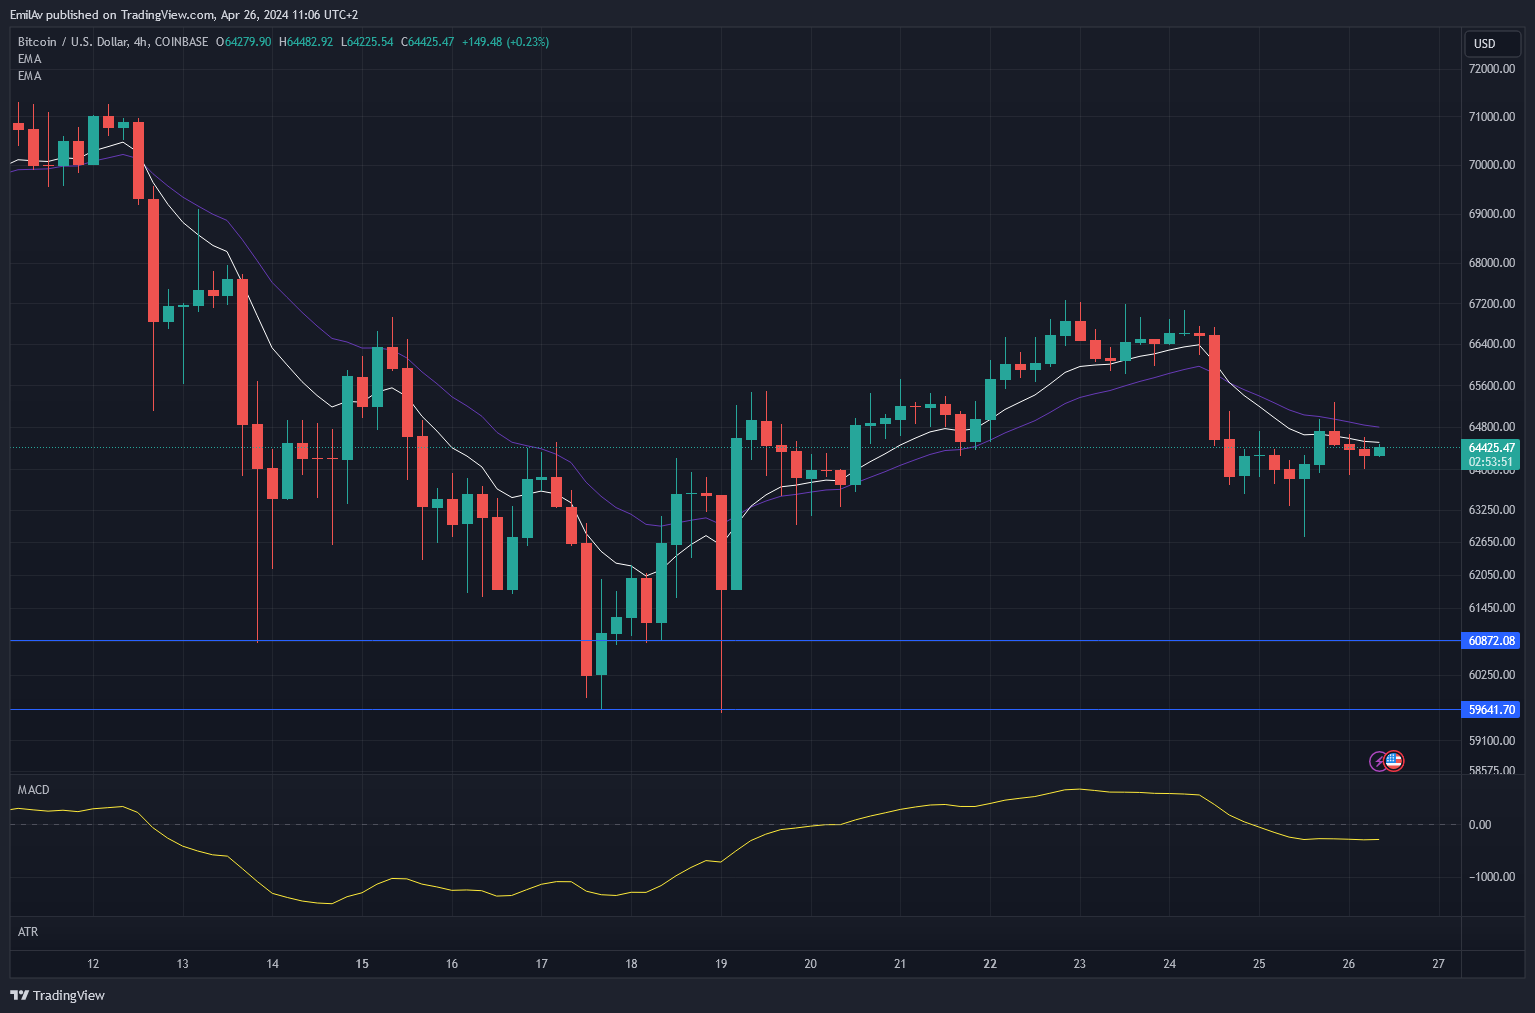 EmilAv published on TradingView.com, Apr 26, 2024 11:06 UTC+2
Bitcoin / U.S. Dollar, 4h, COINBASE O64279.90 H64482.92 L64225.54 C64425.47 +149.48 (+0.23%)
EMA
EMA
USD
72000.00
71000.00
70000.00
69000.00
68000.00
67200.00
66400.00
65600.00
64800.00
64425.47
02:53:51
64000.00
63250.00
62650.00
62050.00
61450.00
60872.08
60250.00
59641.70
59100.00
58575.00
MACD
0.00
−1000.00
ATR
12 13 14 15 16 17 18 19 20 21 22 23 24 25 26 27
TradingView